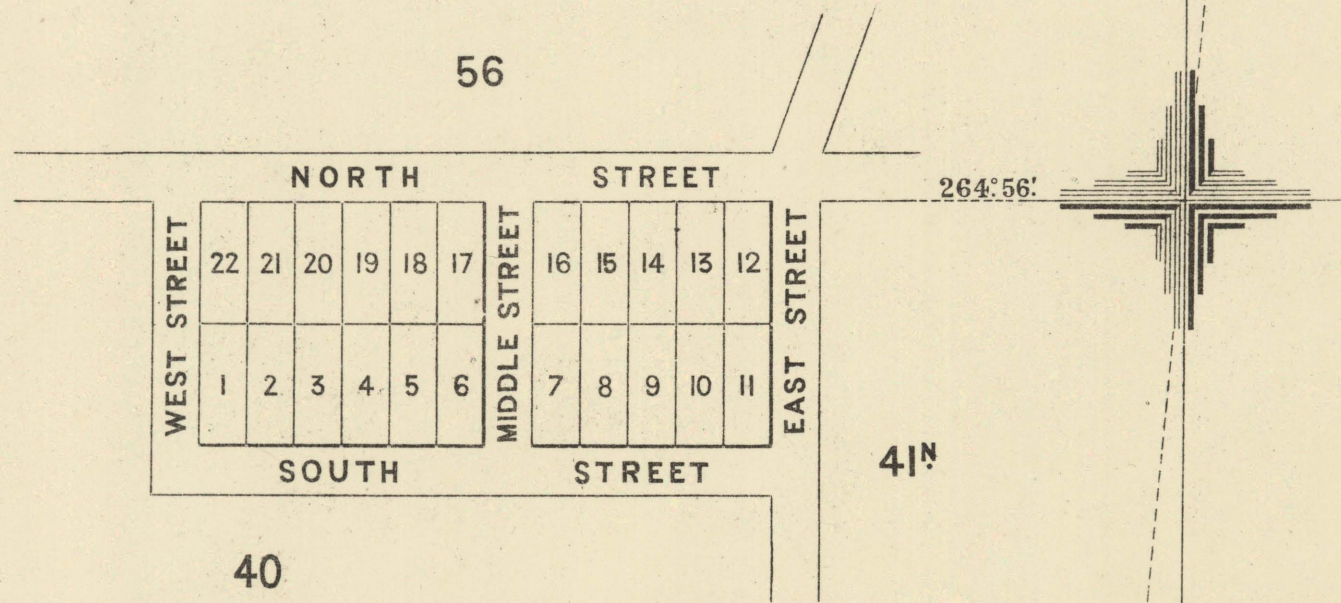 56
NORTH STREET
264°.56'.
WEST STREET
22 21 20 19 18 17
MIDDLE STREET
16 15 14 13 12
EAST STREET
1 2 3 4 5 6
7 8 9 10 11
SOUTH STREET
41N.
40